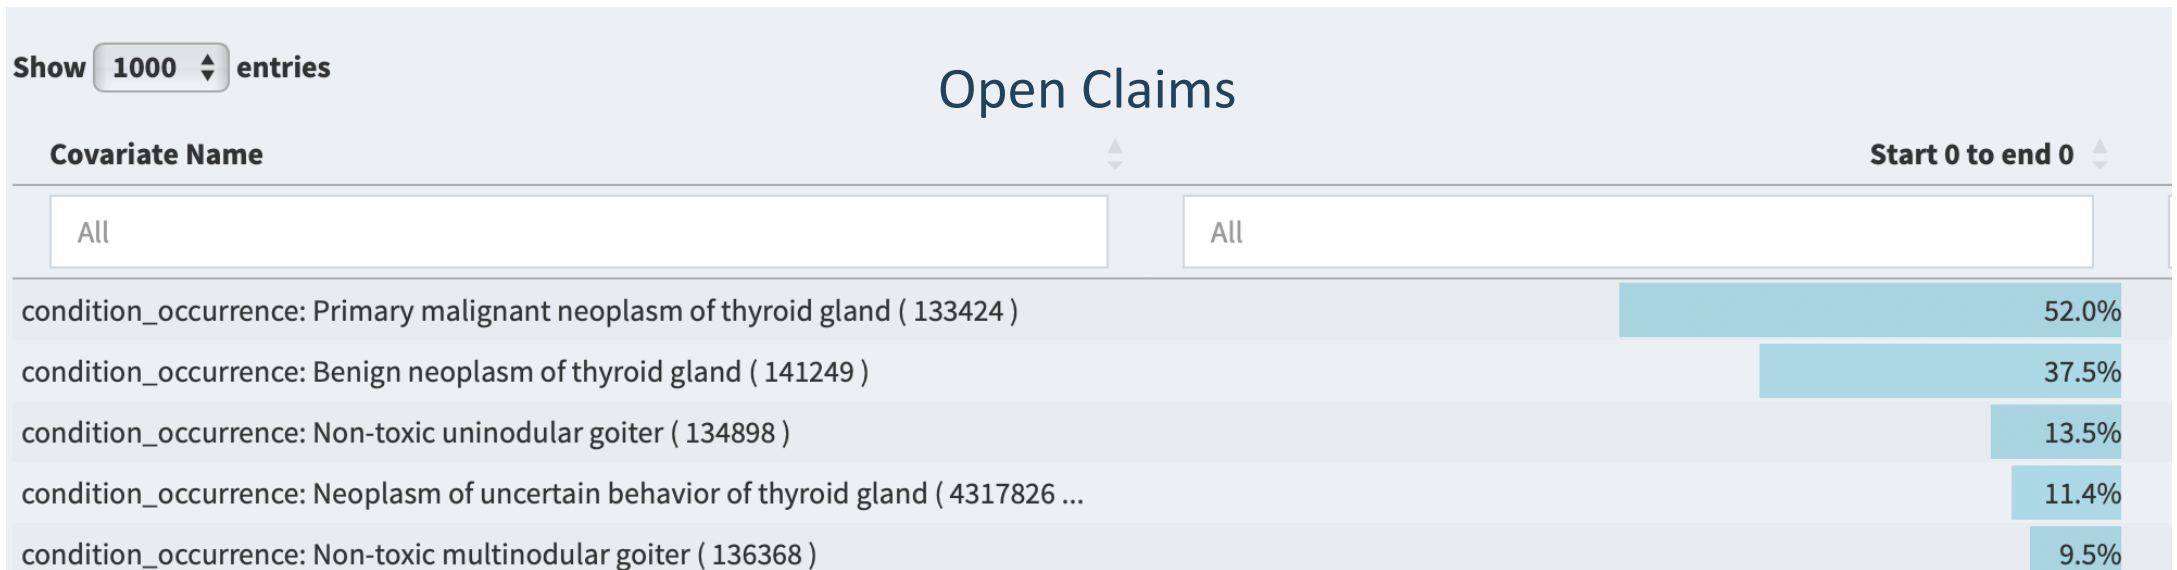 Show 1000 entries
Open Claims
Covariate Name Start 0 to end 0
All All
condition_occurrence: Primary malignant neoplasm of thyroid gland ( 133424 ) 52.0%
condition_occurrence: Benign neoplasm of thyroid gland ( 141249 ) 37.5%
condition_occurrence: Non-toxic uninodular goiter ( 134898 ) 13.5%
condition_occurrence: Neoplasm of uncertain behavior of thyroid gland ( 4317826 ... 11.4%
condition_occurrence: Non-toxic multinodular goiter ( 136368 ) 9.5%